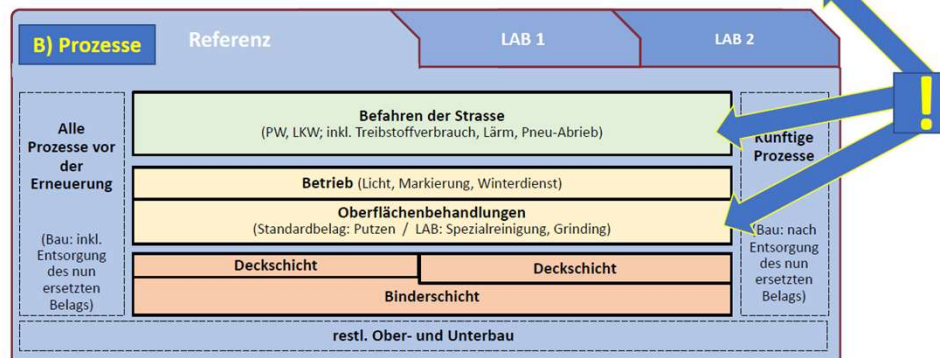 B) Prozesse
Referenz
LAB 1
LAB 2
!
Alle
Prozesse vor
der
Erneuerung
(Bau: inkl.
Entsorgung
des nun
ersetzten
Belags)
Befahren der Strasse
(PW, LKW; inkl. Treibstoffverbrauch, Lärm, Pneu-Abrieb)
Betrieb (Licht, Markierung, Winterdienst)
Oberflächenbehandlungen
(Standardbelag: Putzen / LAB: Spezialreinigung, Grinding)
Deckschicht
Deckschicht
Binderschicht
Künftige
Prozesse
(Bau: nach
Entsorgung
des nun
ersetzten
Belags)
restl. Ober- und Unterbau